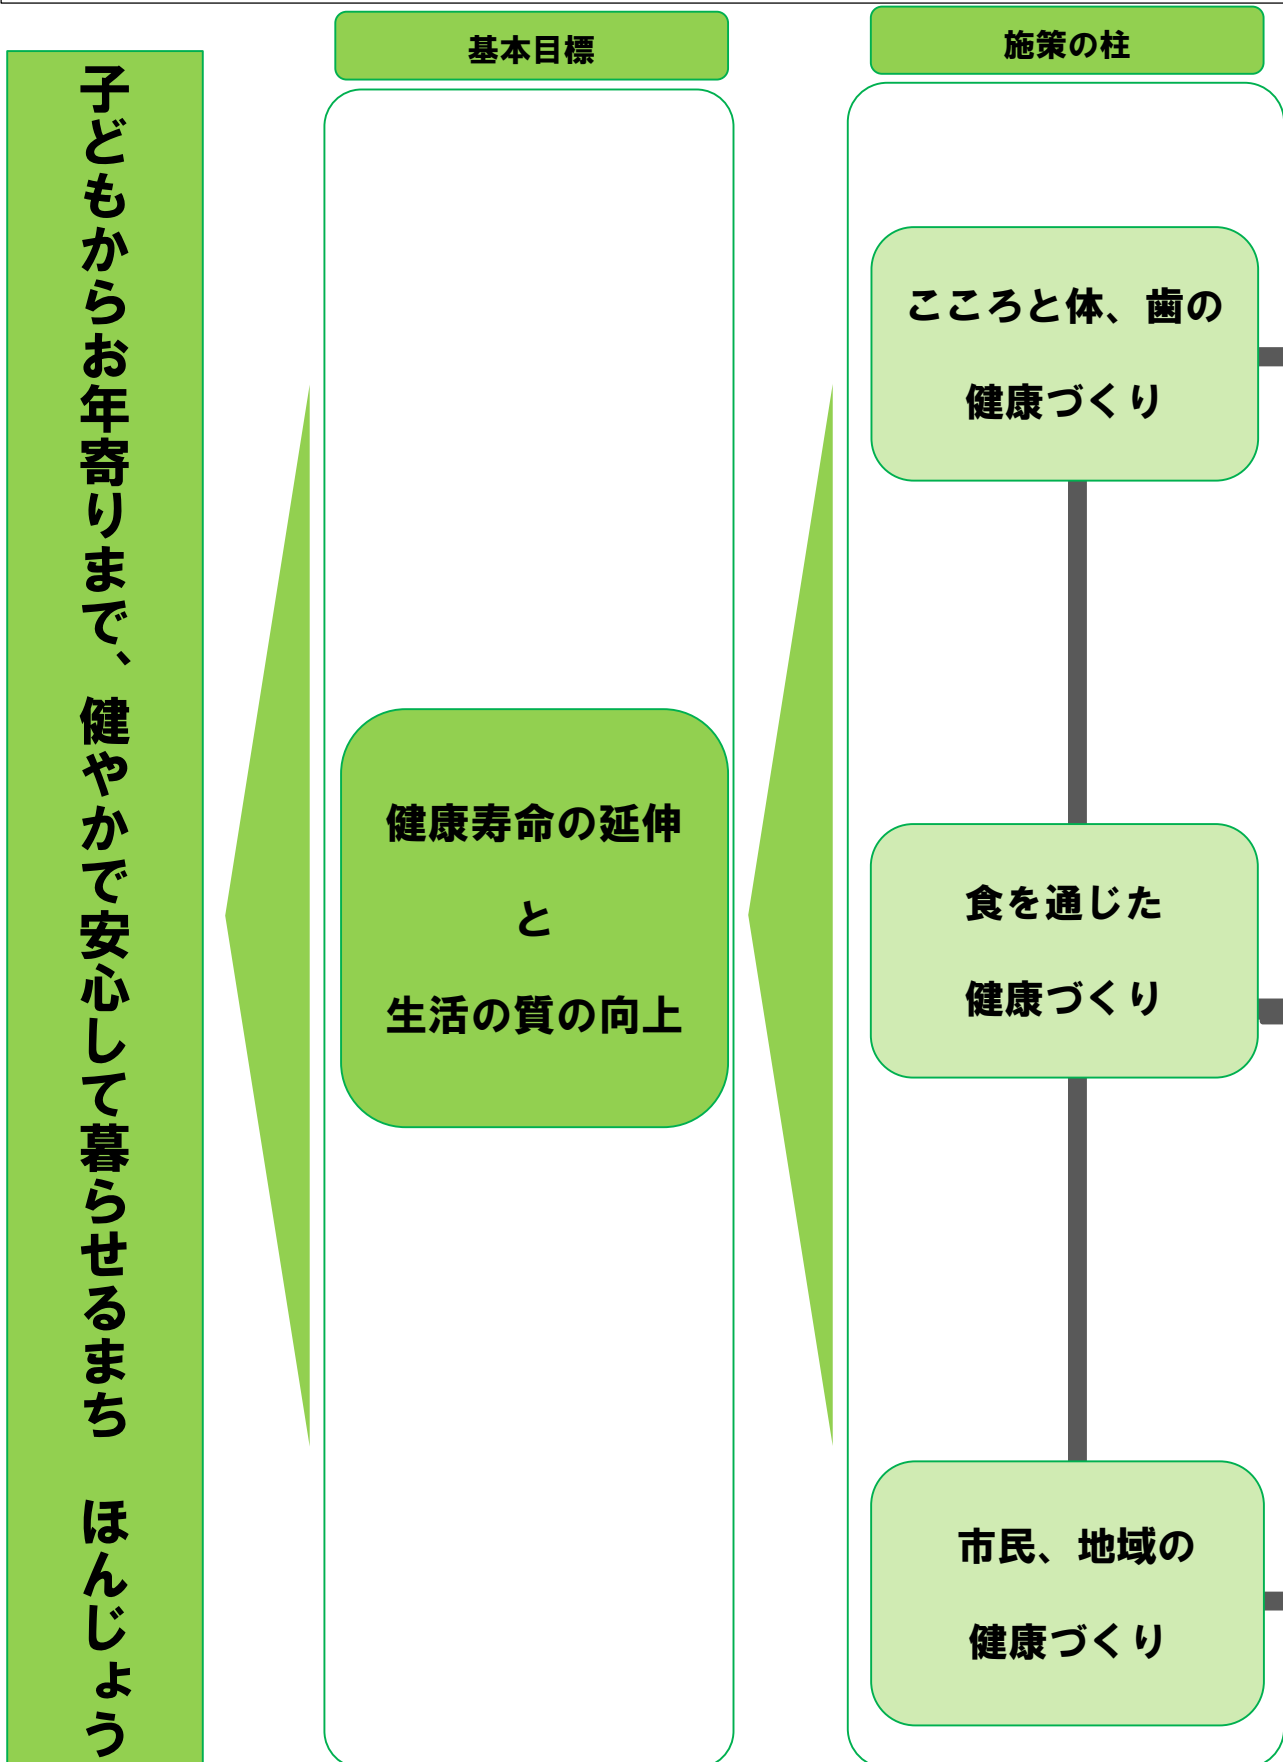 子どもからお年寄りまで、健やかで安心して暮らせるまち　ほんじょう
基本目標
健康寿命の延伸
と
生活の質の向上
施策の柱
こころと体、歯の
健康づくり
食を通じた
健康づくり
市民、地域の
健康づくり